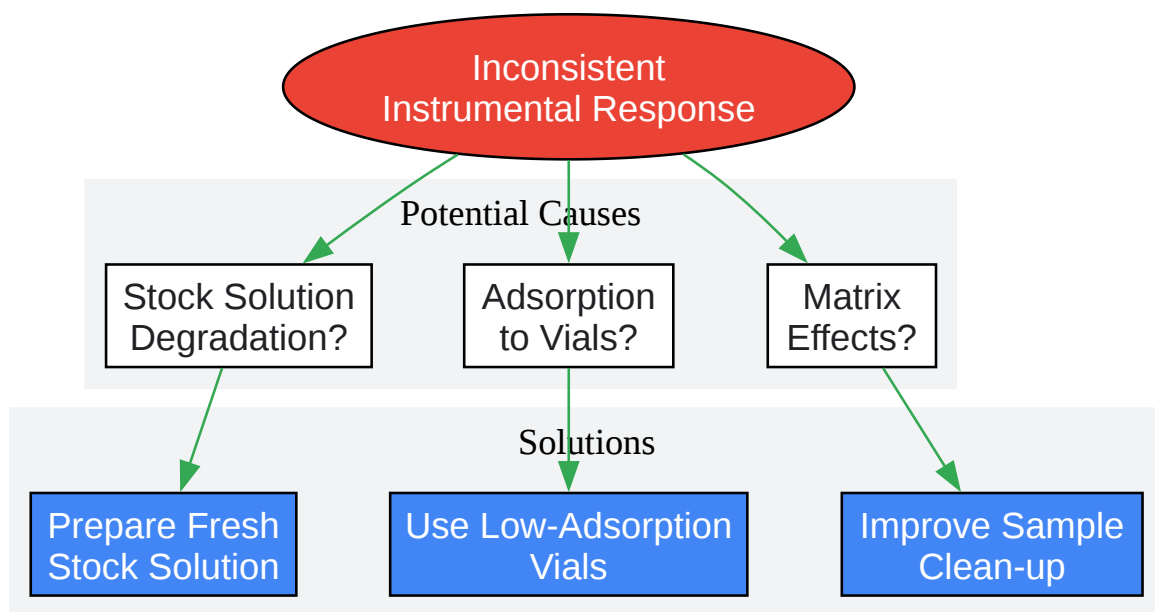 Inconsistent
Instrumental Response
Potential Causes
Stock Solution
Degradation?
Adsorption
to Vials?
Matrix
Effects?
Solutions
Prepare Fresh
Stock Solution
Use Low-Adsorption
Vials
Improve Sample
Clean-up